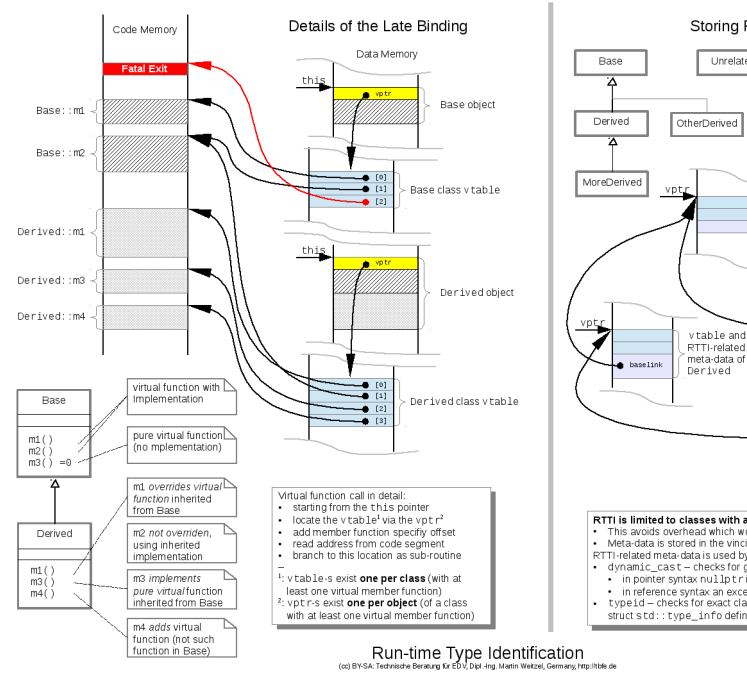 Code Memory
Details of the Late Binding
Data Memory
Fatal Exit
Base::m1
Base::m2
Derived::m1
Derived::m3
Derived::m4
this
vptr
Base object
[0]
[1]
[2]
Base class vtable
this
vptr
Derived object
[0]
[1]
[2]
[3]
Derived class vtable
Base
m1()
m2()
m3() =0
Derived
m1()
m3()
m4()
virtual function with
Implementation
pure virtual function
(no mplementation)
m1 overrides virtual
function inherited
from Base
m2 not overriden,
using inherited
implementation
m3 implements
pure virtual function
inherited from Base
m4 adds virtual
function (not such
function in Base)
Virtual function call in detail:
• starting from the this pointer
• locate the vtable¹ via the vptr²
• add member function specifiy offset
• read address from code segment
• branch to this location as sub-routine
–
¹: vtable-s exist one per class (with at
least one virtual member function)
²: vptr-s exist one per object (of a class
with at least one virtual member function)
Storing
Base
Unrelate
Derived
OtherDerived
MoreDerived
vptr
vptr
baselink
vtable and
RTTI-related
meta-data of
Derived
RTTI is limited to classes with a
• This avoids overhead which wo
• Meta-data is stored in the vinci
RTTI-related meta-data is used by
• dynamic_cast – checks for g
• in pointer syntax nullptr i
• in reference syntax an exce
• typeid – checks for exact cla
struct std::type_info defin
Run-time Type Identification
(cc) BY-SA: Technische Beratung für EDV, Dipl.-Ing. Martin Weitzel, Germany, http://tbfe.de